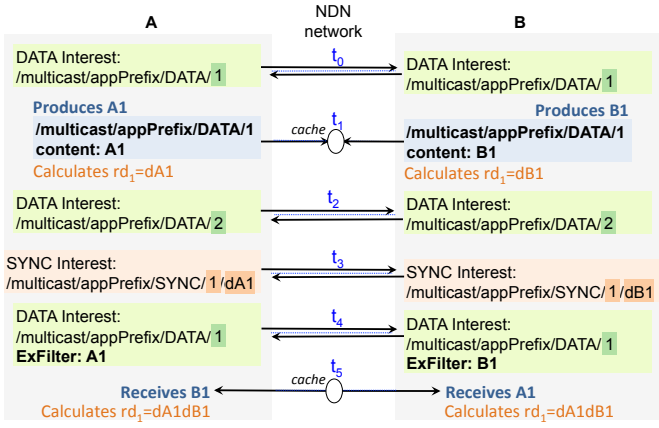 A
NDN
network
B
DATA Interest:
/multicast/appPrefix/DATA/1
t0
DATA Interest:
/multicast/appPrefix/DATA/1
Produces A1
/multicast/appPrefix/DATA/1
content: A1
Calculates rd1=dA1
cache
t1
Produces B1
/multicast/appPrefix/DATA/1
content: B1
Calculates rd1=dB1
DATA Interest:
/multicast/appPrefix/DATA/2
t2
DATA Interest:
/multicast/appPrefix/DATA/2
SYNC Interest:
/multicast/appPrefix/SYNC/1/dA1
t3
SYNC Interest:
/multicast/appPrefix/SYNC/1/dB1
DATA Interest:
/multicast/appPrefix/DATA/1
ExFilter: A1
t4
DATA Interest:
/multicast/appPrefix/DATA/1
ExFilter: B1
cache
t5
Receives B1
Calculates rd1=dA1dB1
Receives A1
Calculates rd1=dA1dB1